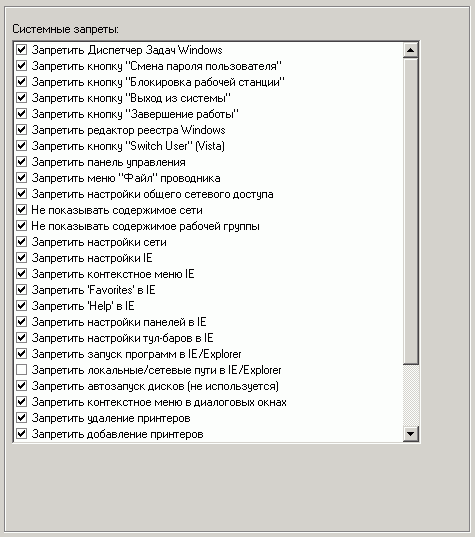 Системные запреты:
Запретить Диспетчер Задач Windows
Запретить кнопку "Смена пароля пользователя"
Запретить кнопку "Блокировка рабочей станции"
Запретить кнопку "Выход из системы"
Запретить кнопку "Завершение работы"
Запретить редактор реестра Windows
Запретить кнопку "Switch User" (Vista)
Запретить панель управления
Запретить меню "Файл" проводника
Запретить настройки общего сетевого доступа
Не показывать содержимое сети
Не показывать содержимое рабочей группы
Запретить настройки сети
Запретить настройки IE
Запретить контекстное меню IE
Запретить 'Favorites' в IE
Запретить 'Help' в IE
Запретить настройки панелей в IE
Запретить настройки тул-баров в IE
Запретить запуск программ в IE/Explorer
Запретить локальные/сетевые пути в IE/Explorer
Запретить автозапуск дисков (не используется)
Запретить контекстное меню в диалоговых окнах
Запретить удаление принтеров
Запретить добавление принтеров